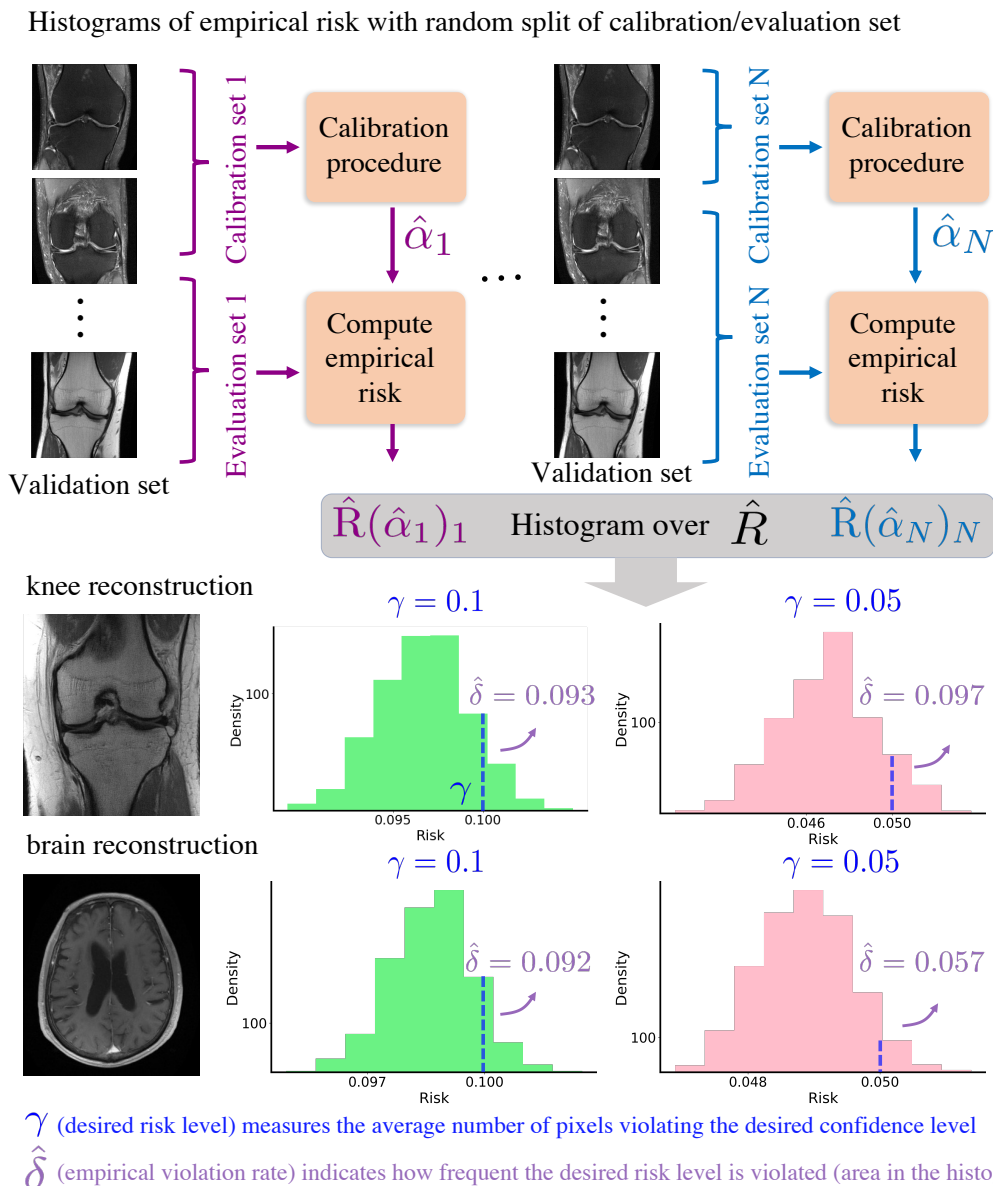 Histograms of empirical risk with random split of calibration/evaluation set
Calibration set 1
Calibration
procedure
α̂₁
Evaluation set 1
Compute
empirical
risk
Validation set
...
Calibration set N
Calibration
procedure
α̂_N
Evaluation set N
Compute
empirical
risk
Validation set
R̂(α̂₁)₁ Histogram over R̂ R̂(α̂_N)_N
knee reconstruction
γ = 0.1
Density
100
δ̂ = 0.093
γ
0.095 0.100
Risk
γ = 0.05
Density
100
δ̂ = 0.097
0.046 0.050
Risk
brain reconstruction
γ = 0.1
Density
100
δ̂ = 0.092
0.097 0.100
Risk
γ = 0.05
Density
100
δ̂ = 0.057
0.048 0.050
Risk
γ (desired risk level) measures the average number of pixels violating the desired confidence level
δ̂ (empirical violation rate) indicates how frequent the desired risk level is violated (area in the histo